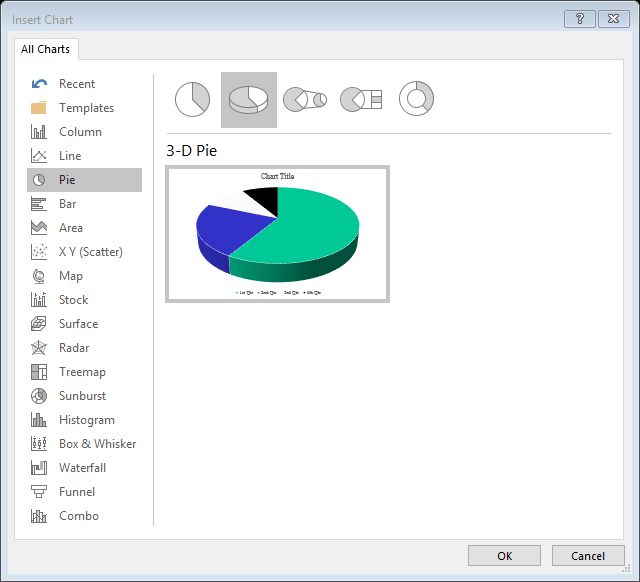 Insert Chart
?
All Charts
Recent
Templates
Column
Line
Pie
Bar
Area
X Y (Scatter)
Map
Stock
Surface
Radar
Treemap
Sunburst
Histogram
Box & Whisker
Waterfall
Funnel
Combo
3-D Pie
Chart Title
1st Qtr 2nd Qtr 3rd Qtr 4th Qtr
OK Cancel